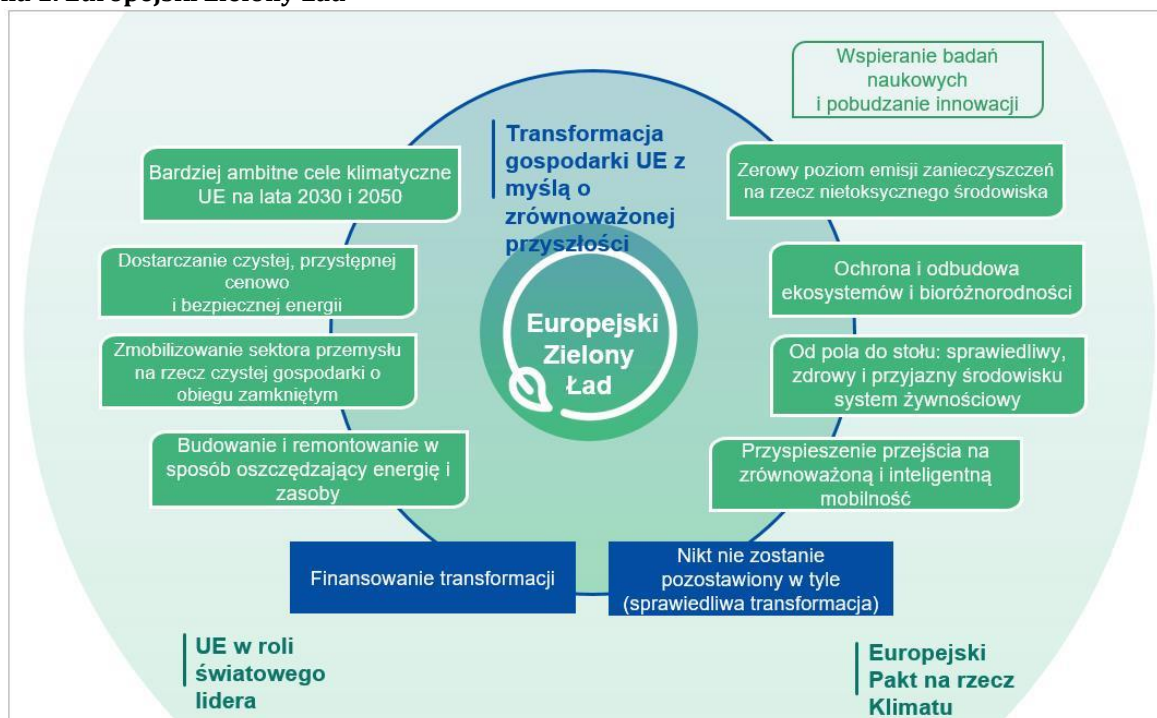 Europejski Zielony Ład
Wspieranie badań
naukowych
i pobudzanie innowacji
Transformacja
gospodarki UE z
myślą o
zrównoważonej
przyszłości
Bardziej ambitne cele klimatyczne
UE na lata 2030 i 2050
Zerowy poziom emisji zanieczyszczeń
na rzecz nietoksycznego środowiska
Dostarczanie czystej, przystępnej
cenowo
i bezpiecznej energii
Ochrona i odbudowa
ekosystemów i bioróżnorodności
Europejski
Zielony
Ład
Zmobilizowanie sektora przemysłu
na rzecz czystej gospodarki o
obiegu zamkniętym
Od pola do stołu: sprawiedliwy,
zdrowy i przyjazny środowisku
system żywnościowy
Budowanie i remontowanie w
sposób oszczędzający energię i
zasoby
Przyspieszenie przejścia na
zrównoważoną i inteligentną
mobilność
Finansowanie transformacji
Nikt nie zostanie
pozostawiony w tyle
(sprawiedliwa transformacja)
UE w roli
światowego
lidera
Europejski
Pakt na rzecz
Klimatu